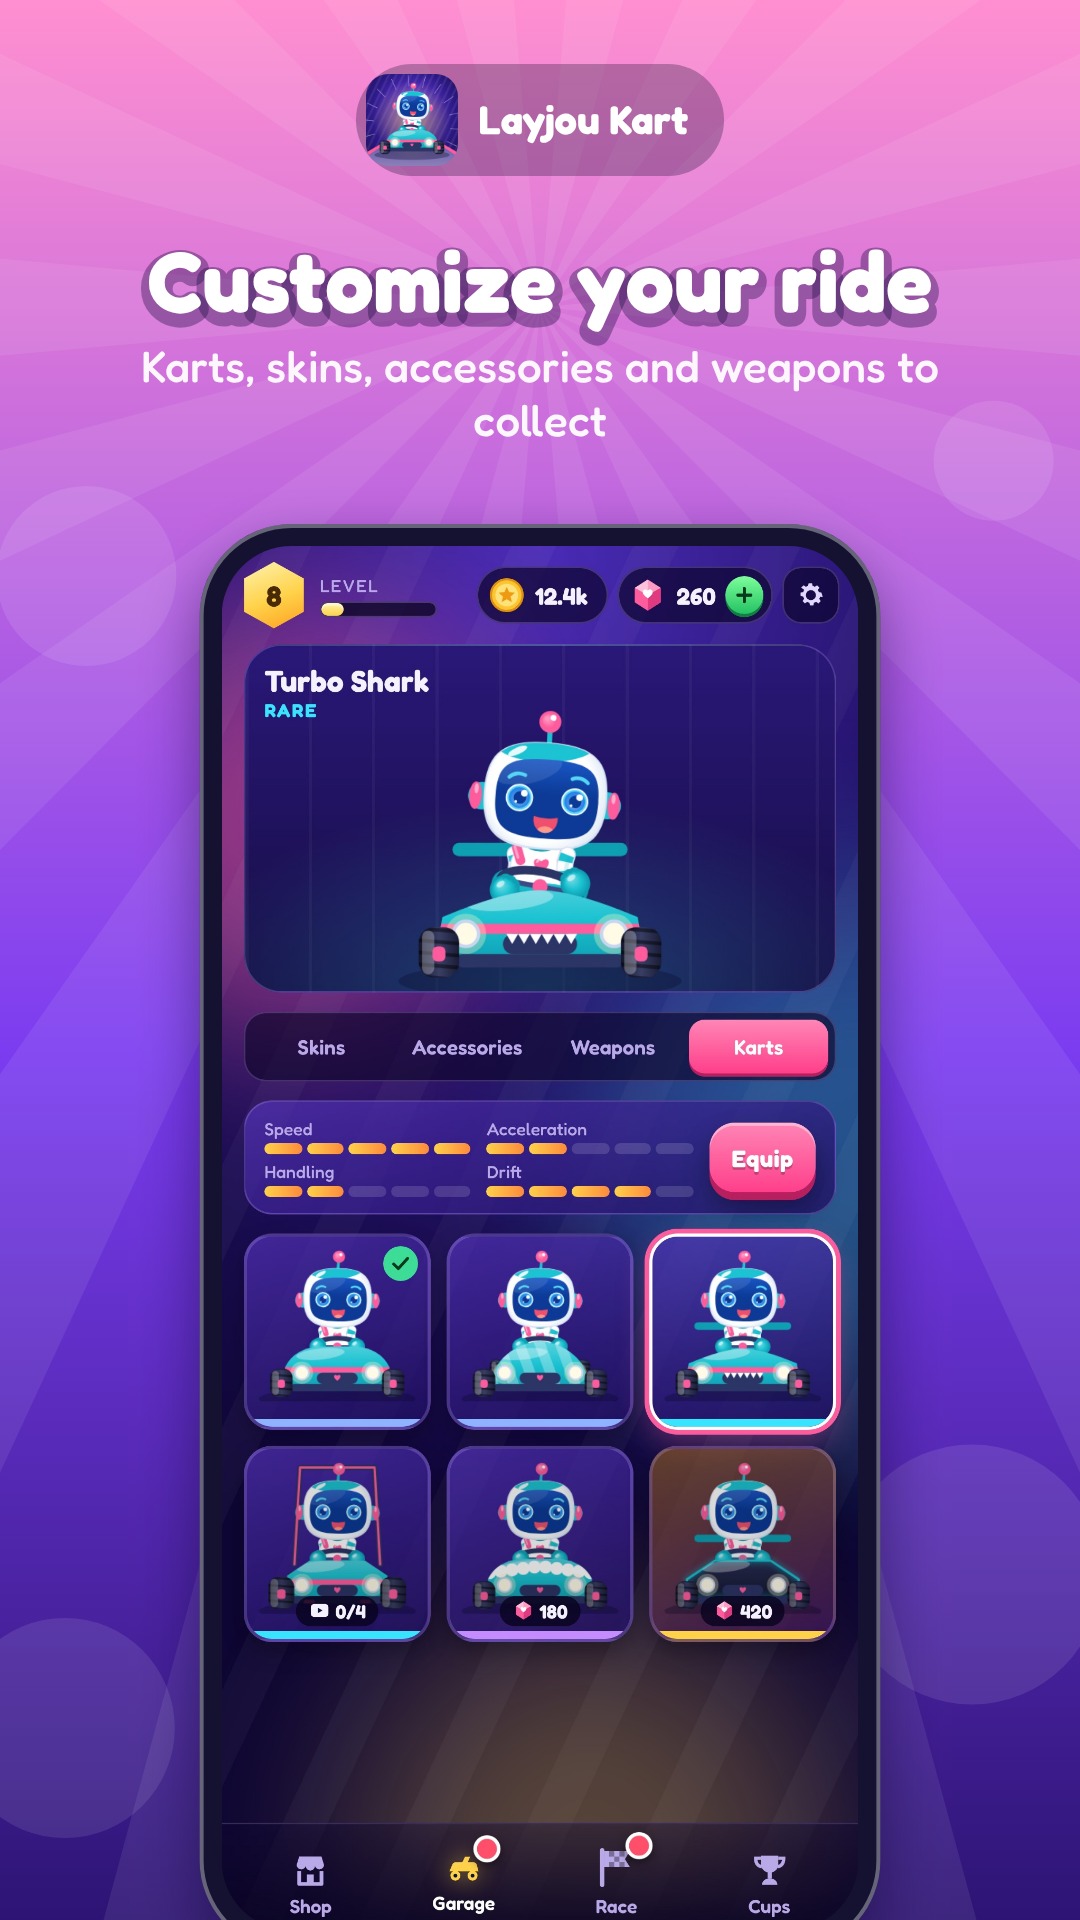 Layjou Kart
Customize your ride
Karts, skins, accessories and weapons to
collect
8
LEVEL
12.4k
260
Turbo Shark
RARE
Skins
Accessories
Weapons
Karts
Speed
Acceleration
Handling
Drift
Equip
0/4
180
420
Shop
Garage
Race
Cups